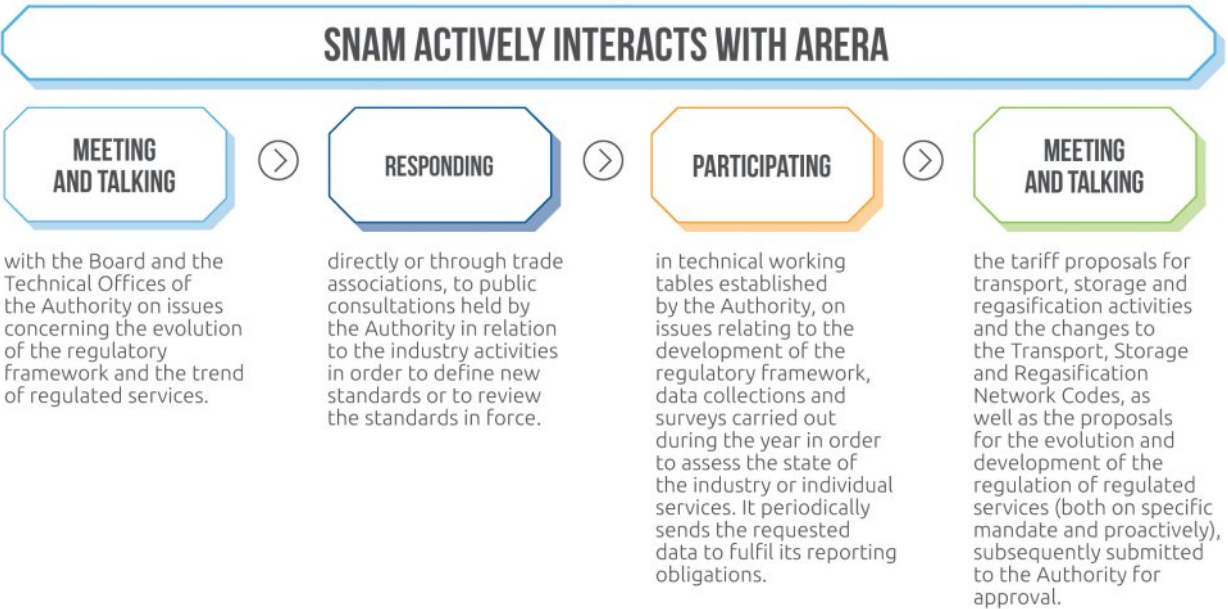 SNAM ACTIVELY INTERACTS WITH ARERA
MEETING
AND TALKING
with the Board and the
Technical Offices of
the Authority on issues
concerning the evolution
of the regulatory
framework and the trend
of regulated services.
RESPONDING
directly or through trade
associations, to public
consultations held by
the Authority in relation
to the industry activities
in order to define new
standards or to review
the standards in force.
PARTICIPATING
in technical working
tables established
by the Authority, on
issues relating to the
development of the
regulatory framework,
data collections and
surveys carried out
during the year in order
to assess the state of
the industry or individual
services. It periodically
sends the requested
data to fulfil its reporting
obligations.
MEETING
AND TALKING
the tariff proposals for
transport, storage and
regasification activities
and the changes to
the Transport, Storage
and Regasification
Network Codes, as
well as the proposals
for the evolution and
development of the
regulation of regulated
services (both on specific
mandate and proactively),
subsequently submitted
to the Authority for
approval.